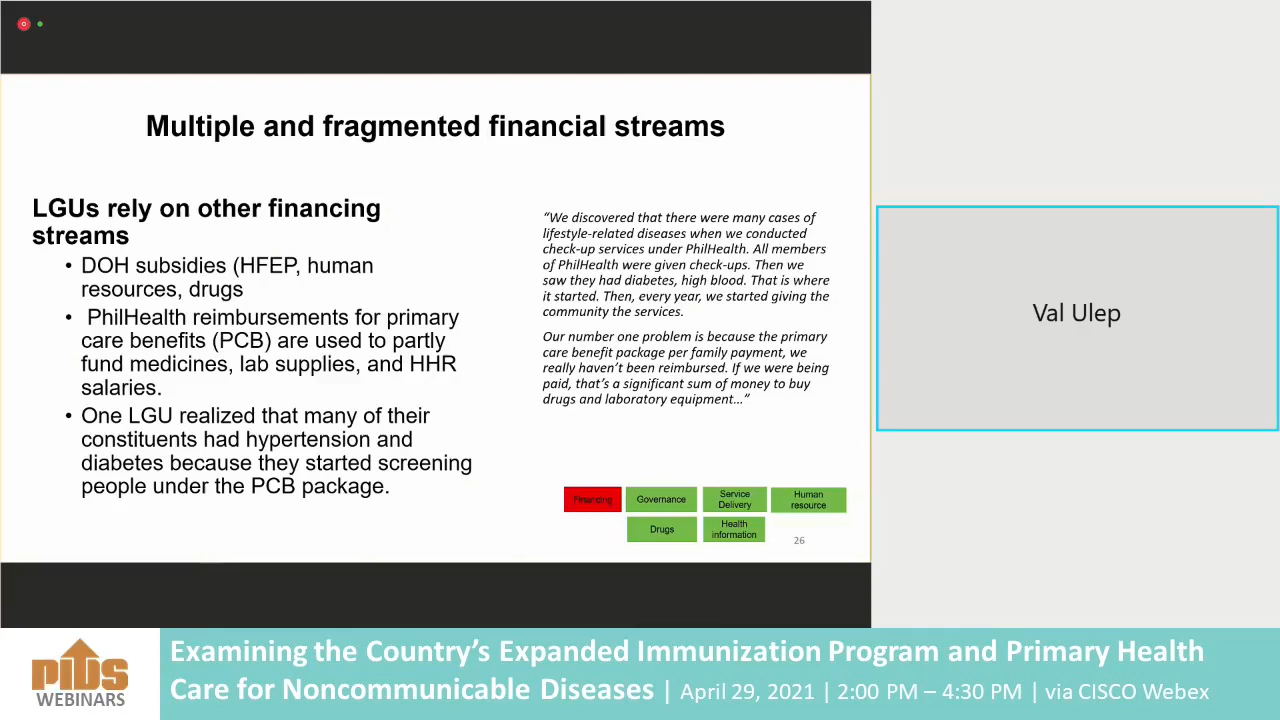 Multiple and fragmented financial streams
LGUs rely on other financing
streams
• DOH subsidies (HFEP, human
resources, drugs
• PhilHealth reimbursements for primary
care benefits (PCB) are used to partly
fund medicines, lab supplies, and HHR
salaries.
• One LGU realized that many of their
constituents had hypertension and
diabetes because they started screening
people under the PCB package.
“We discovered that there were many cases of
lifestyle-related diseases when we conducted
check-up services under PhilHealth. All members
of PhilHealth were given check-ups. Then we
saw they had diabetes, high blood. That is where
it started. Then, every year, we started giving the
community the services.
Our number one problem is because the primary
care benefit package per family payment, we
really haven’t been reimbursed. If we were being
paid, that’s a significant sum of money to buy
drugs and laboratory equipment…”
Financing
Governance
Service
Delivery
Human
resource
Drugs
Health
information
26
Val Ulep
PIDS
WEBINARS
Examining the Country’s Expanded Immunization Program and Primary Health
Care for Noncommunicable Diseases | April 29, 2021 | 2:00 PM – 4:30 PM | via CISCO Webex